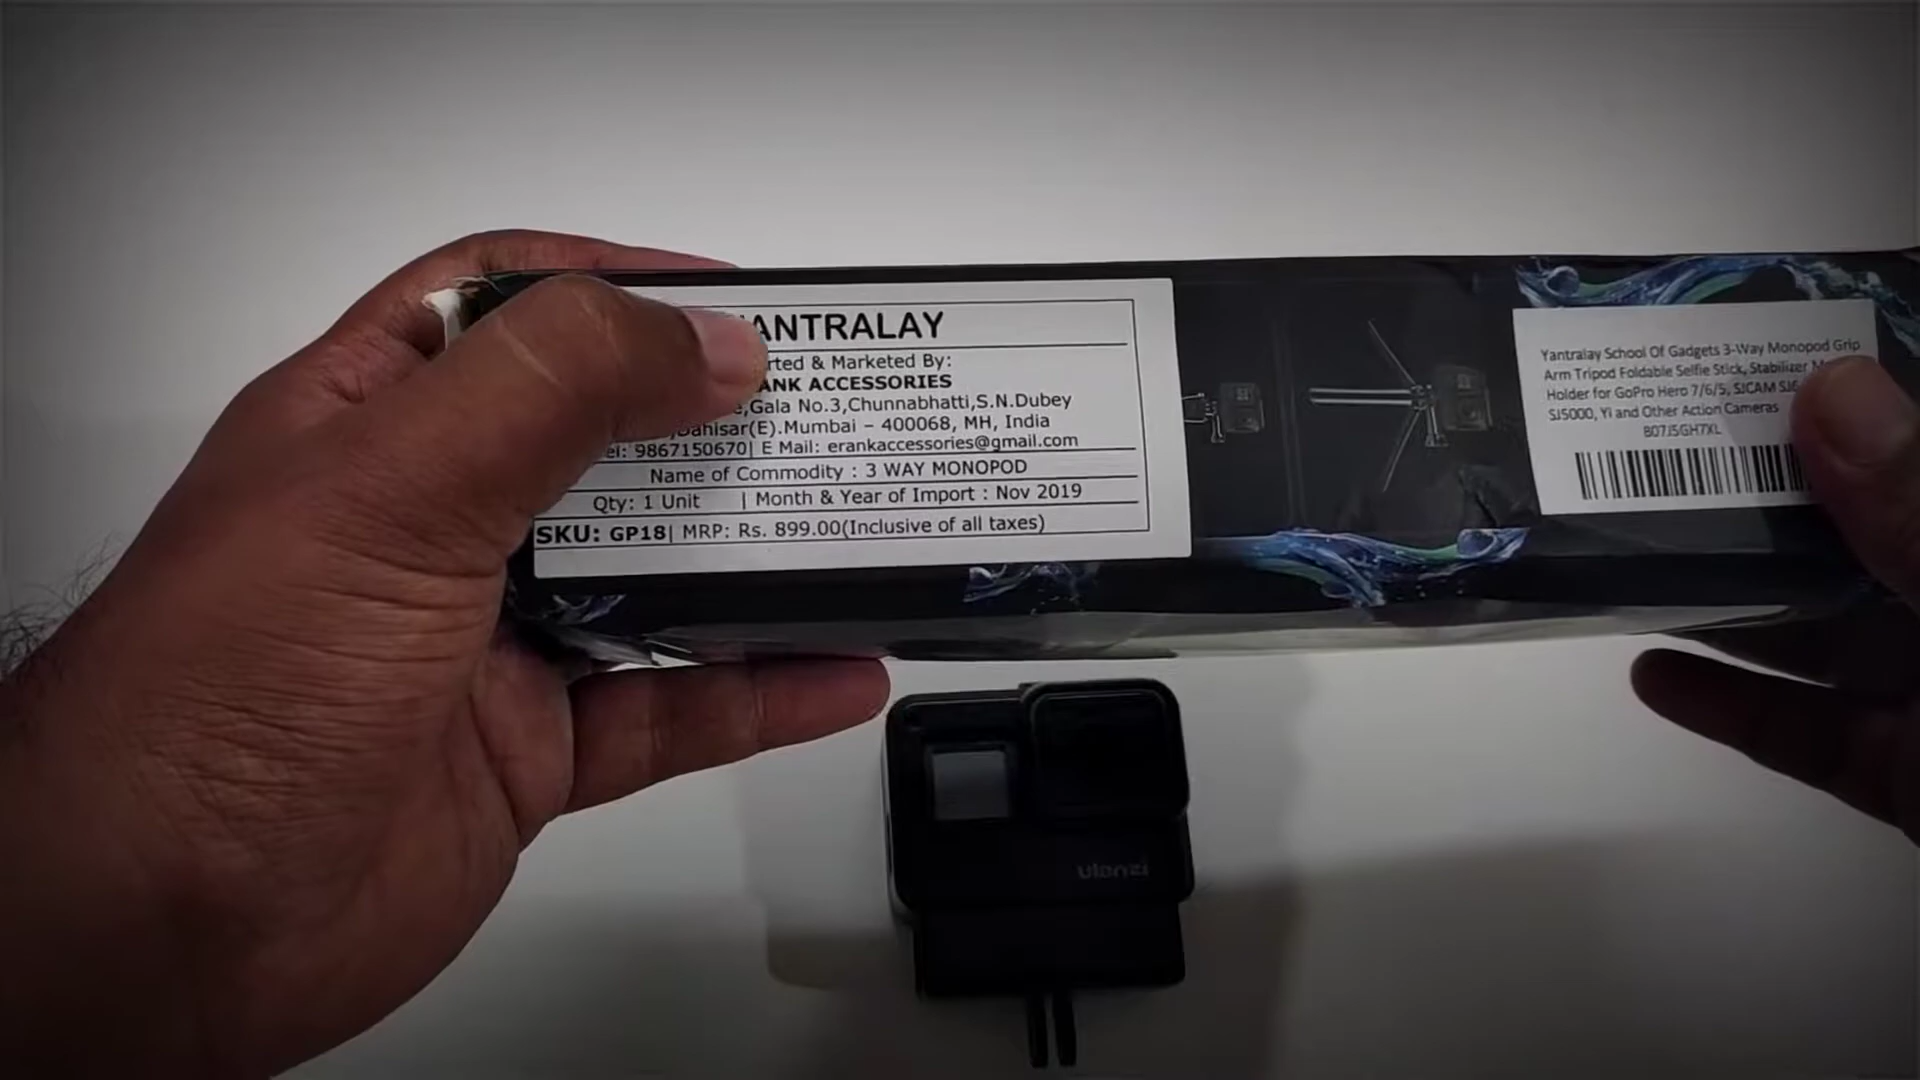 ANTRALAY
rted & Marketed By:
ANK ACCESSORIES
,Gala No.3,Chunnabhatti,S.N.Dubey
,Dahisar(E).Mumbai – 400068, MH, India
el: 9867150670| E Mail: erankaccessories@gmail.com
Name of Commodity : 3 WAY MONOPOD
Qty: 1 Unit | Month & Year of Import : Nov 2019
SKU: GP18| MRP: Rs. 899.00(Inclusive of all taxes)
Yantralay School Of Gadgets 3-Way Monopod Grip
Arm Tripod Foldable Selfie Stick, Stabilizer
Holder for GoPro Hero 7/6/5, SJCAM SJ6
SJ5000, Yi and Other Action Cameras
B07J5GH7XL
ulanzi